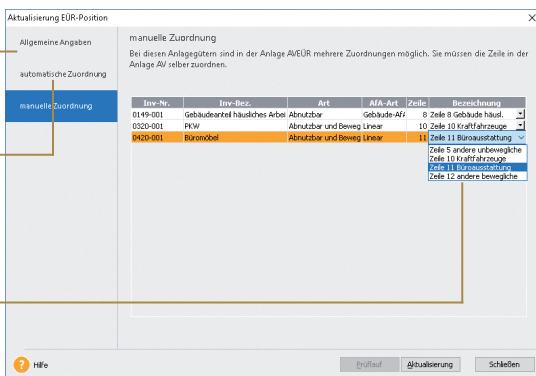 Aktualisierung EÜR-Position
Allgemeine Angaben
automatische Zuordnung
manuelle Zuordnung
manuelle Zuordnung
Bei diesen Anlagegütern sind in der Anlage AVEÜR mehrere Zuordnungen möglich. Sie müssen die Zeile in der
Anlage AV selber zuordnen.
Inv-Nr. Inv-Bez. Art AfA-Art Zeile Bezeichnung
0149-001 Gebäudeanteil häusliches Arbei Abnutzbar Gebäude-AfA 8 Zeile 8 Gebäude häusl.
0320-001 PKW Abnutzbar und Beweg Linear 10 Zeile 10 Kraftfahrzeuge
0420-001 Büromöbel Abnutzbar und Beweg Linear 11 Zeile 11 Büroausstattung
Zeile 5 andere unbewegliche
Zeile 10 Kraftfahrzeuge
Zeile 11 Büroausstattung
Zeile 12 andere bewegliche
? Hilfe
Prüflauf Aktualisierung Schließen